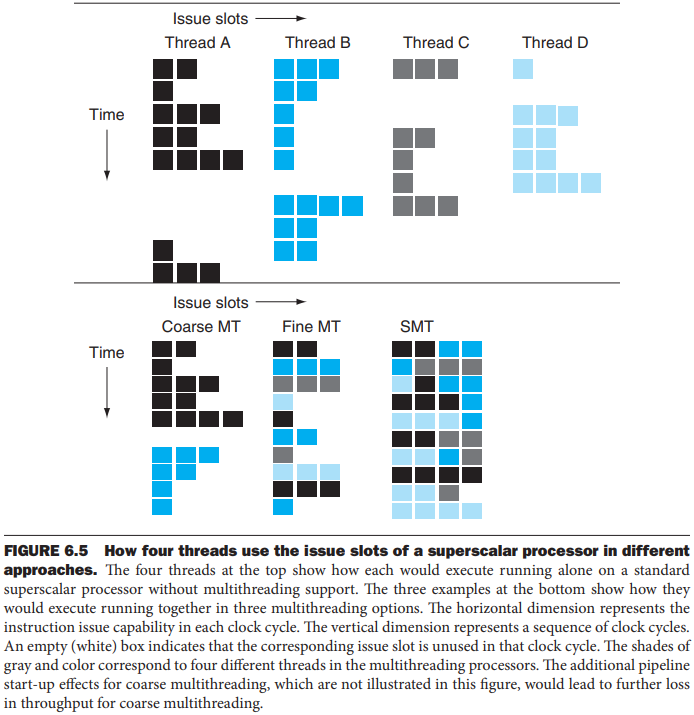 Issue slots
Thread A Thread B Thread C Thread D
Time
Issue slots
Coarse MT Fine MT SMT
Time
FIGURE 6.5 How four threads use the issue slots of a superscalar processor in different
approaches. The four threads at the top show how each would execute running alone on a standard
superscalar processor without multithreading support. The three examples at the bottom show how they
would execute running together in three multithreading options. The horizontal dimension represents the
instruction issue capability in each clock cycle. The vertical dimension represents a sequence of clock cycles.
An empty (white) box indicates that the corresponding issue slot is unused in that clock cycle. The shades of
gray and color correspond to four different threads in the multithreading processors. The additional pipeline
start-up effects for coarse multithreading, which are not illustrated in this figure, would lead to further loss
in throughput for coarse multithreading.